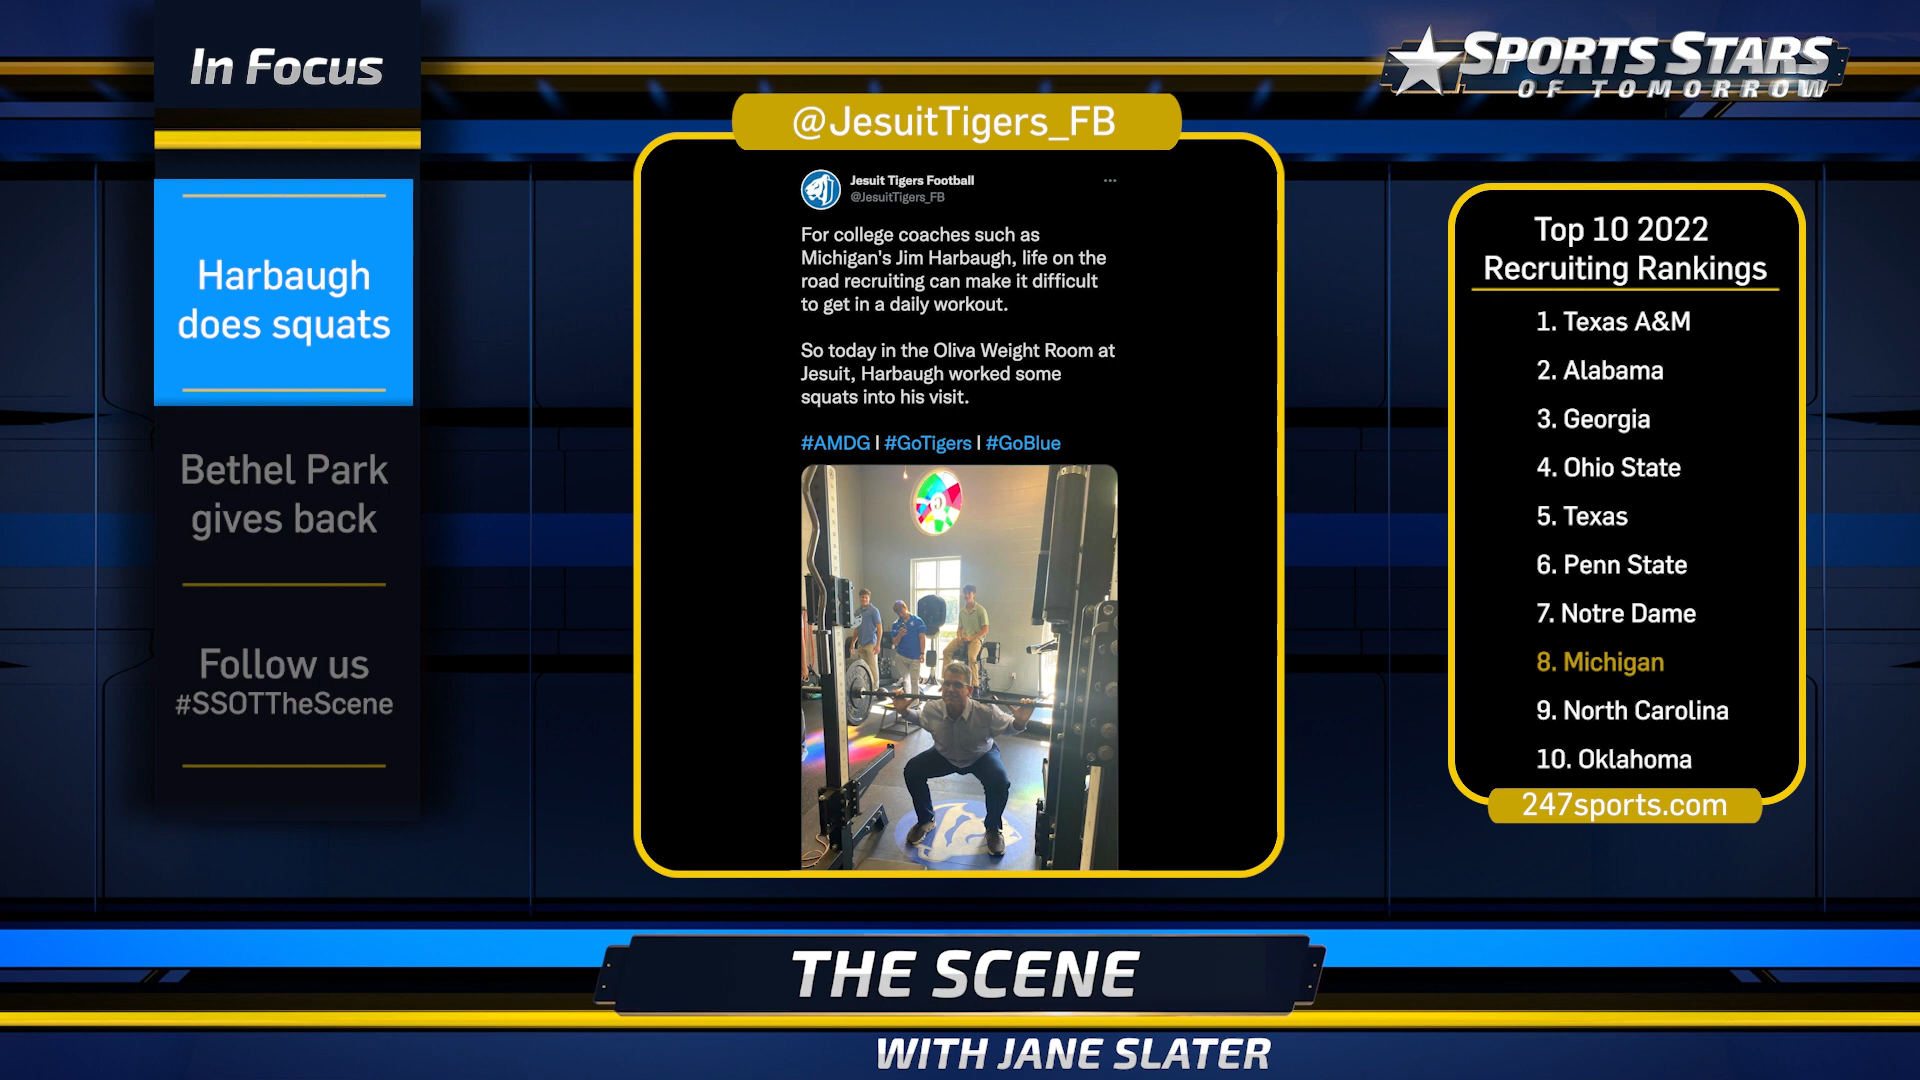 In Focus
Harbaugh
does squats
Bethel Park
gives back
Follow us
#SSOTTheScene
@JesuitTigers_FB
Jesuit Tigers Football
@JesuitTigers_FB
For college coaches such as
Michigan's Jim Harbaugh, life on the
road recruiting can make it difficult
to get in a daily workout.
So today in the Oliva Weight Room at
Jesuit, Harbaugh worked some
squats into his visit.
#AMDG | #GoTigers | #GoBlue
SPORTS STARS
OF TOMORROW
Top 10 2022
Recruiting Rankings
1. Texas A&M
2. Alabama
3. Georgia
4. Ohio State
5. Texas
6. Penn State
7. Notre Dame
8. Michigan
9. North Carolina
10. Oklahoma
247sports.com
THE SCENE
WITH JANE SLATER